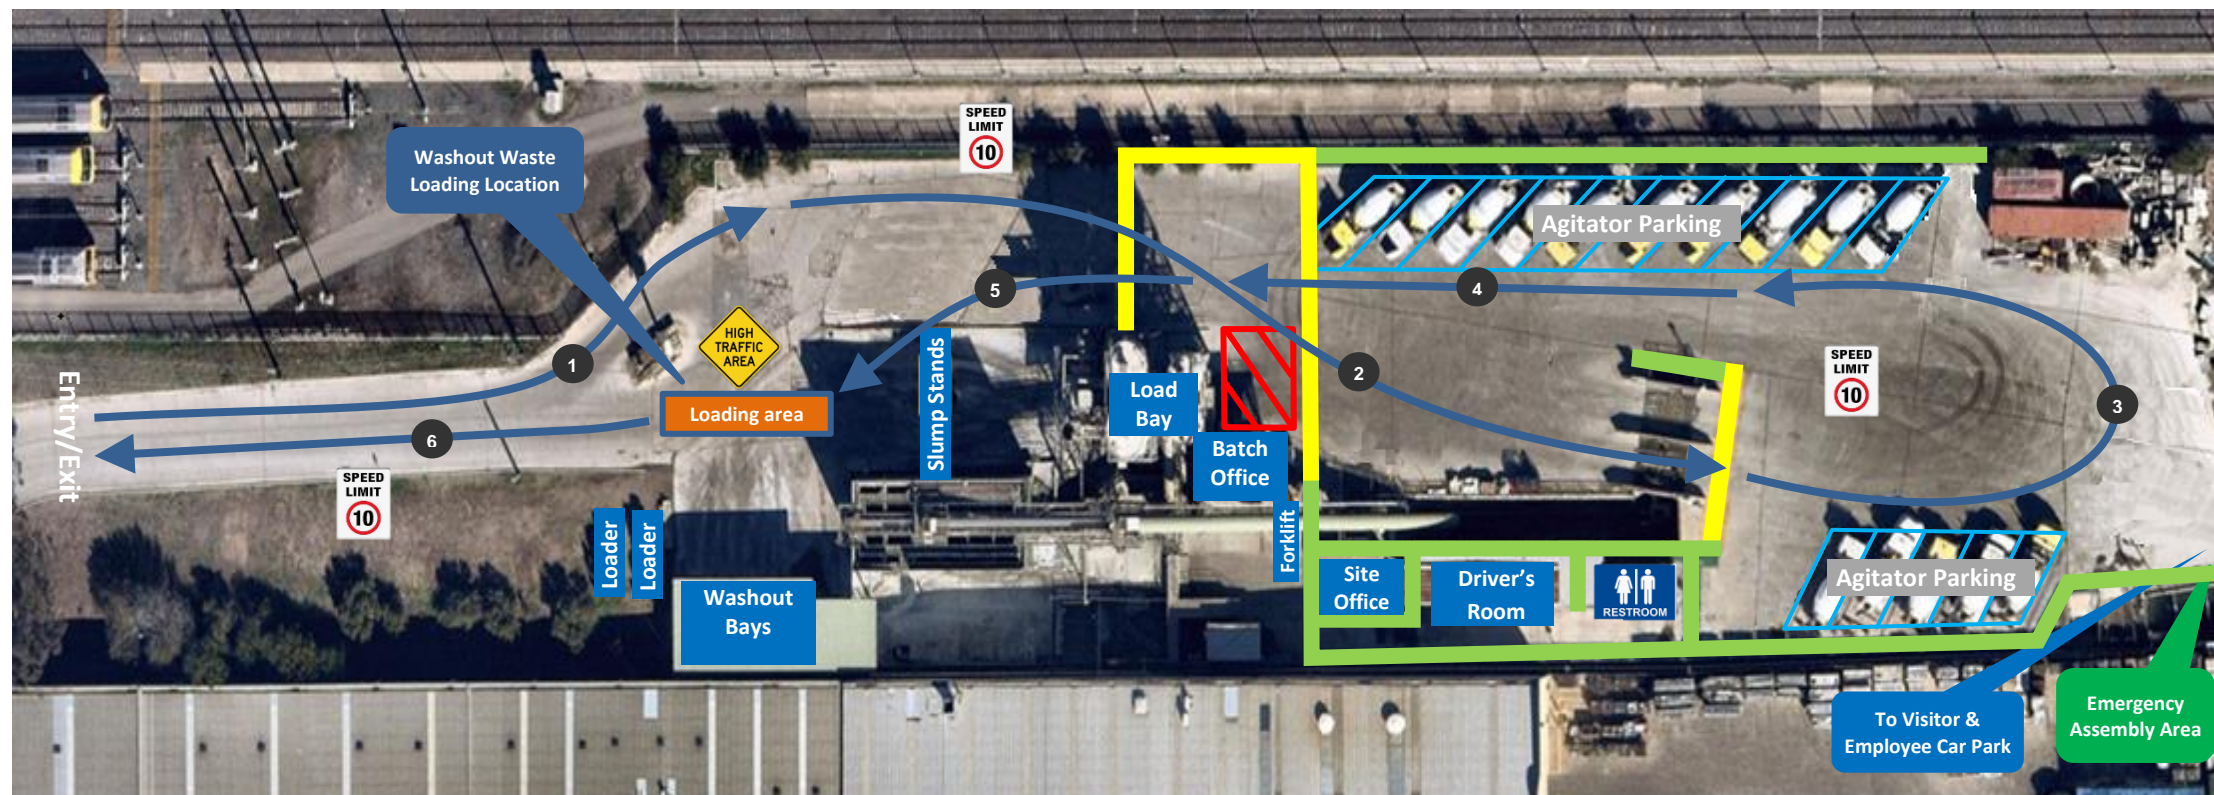 SPEED
LIMIT
10
Washout Waste
Loading Location
Agitator Parking
5
4
HIGH
TRAFFIC
AREA
1
2
SPEED
LIMIT
10
3
Entry//Exit
Loading area
6
Slump Stands
Load
Bay
Batch
Office
SPEED
LIMIT
10
Loader
Loader
Forklift
Washout
Bays
Site
Office
Driver’s
Room
RESTROOM
Agitator Parking
To Visitor &
Employee Car Park
Emergency
Assembly Area